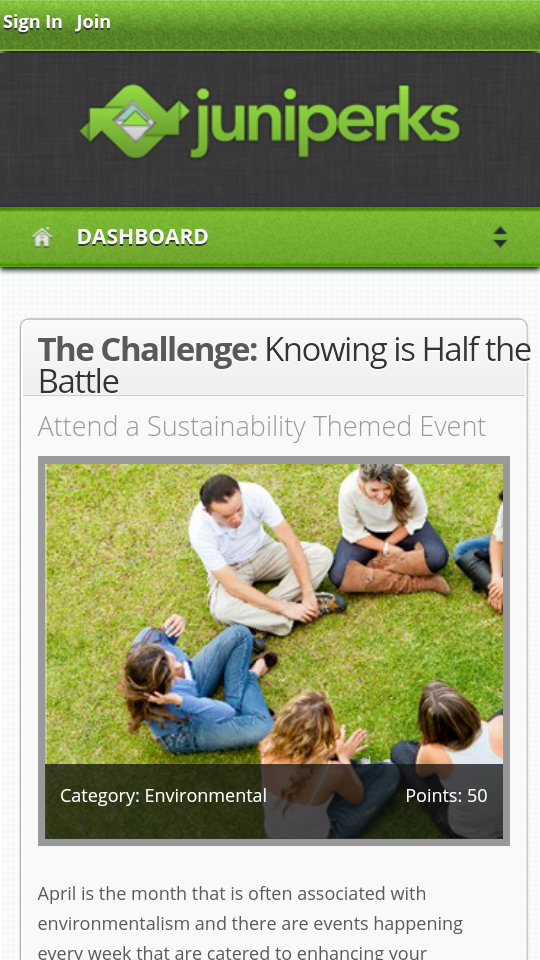 Sign In Join
juniperks
DASHBOARD
The Challenge: Knowing is Half the
Battle
Attend a Sustainability Themed Event
Category: Environmental Points: 50
April is the month that is often associated with
environmentalism and there are events happening
every week that are catered to enhancing your